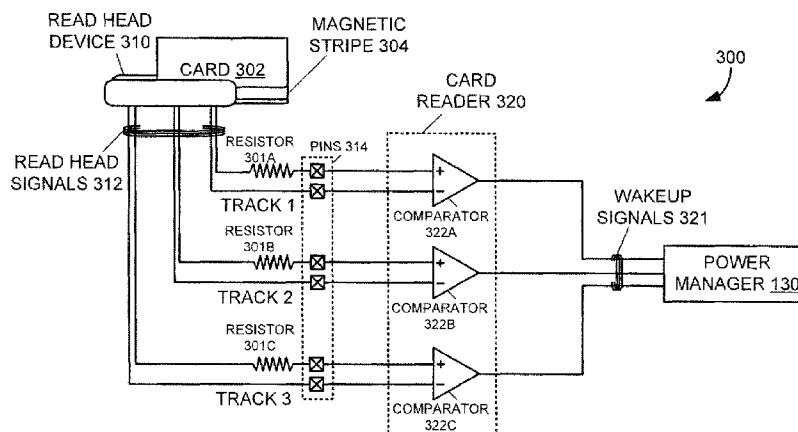 READ HEAD
DEVICE 310
MAGNETIC
STRIPE 304
CARD 302
CARD
READER 320
300
READ HEAD
SIGNALS 312
RESISTOR
301A
PINS 314
+
−
TRACK 1
COMPARATOR
322A
WAKEUP
SIGNALS 321
RESISTOR
301B
+
−
TRACK 2
COMPARATOR
322B
POWER
MANAGER 130
RESISTOR
301C
+
−
TRACK 3
COMPARATOR
322C